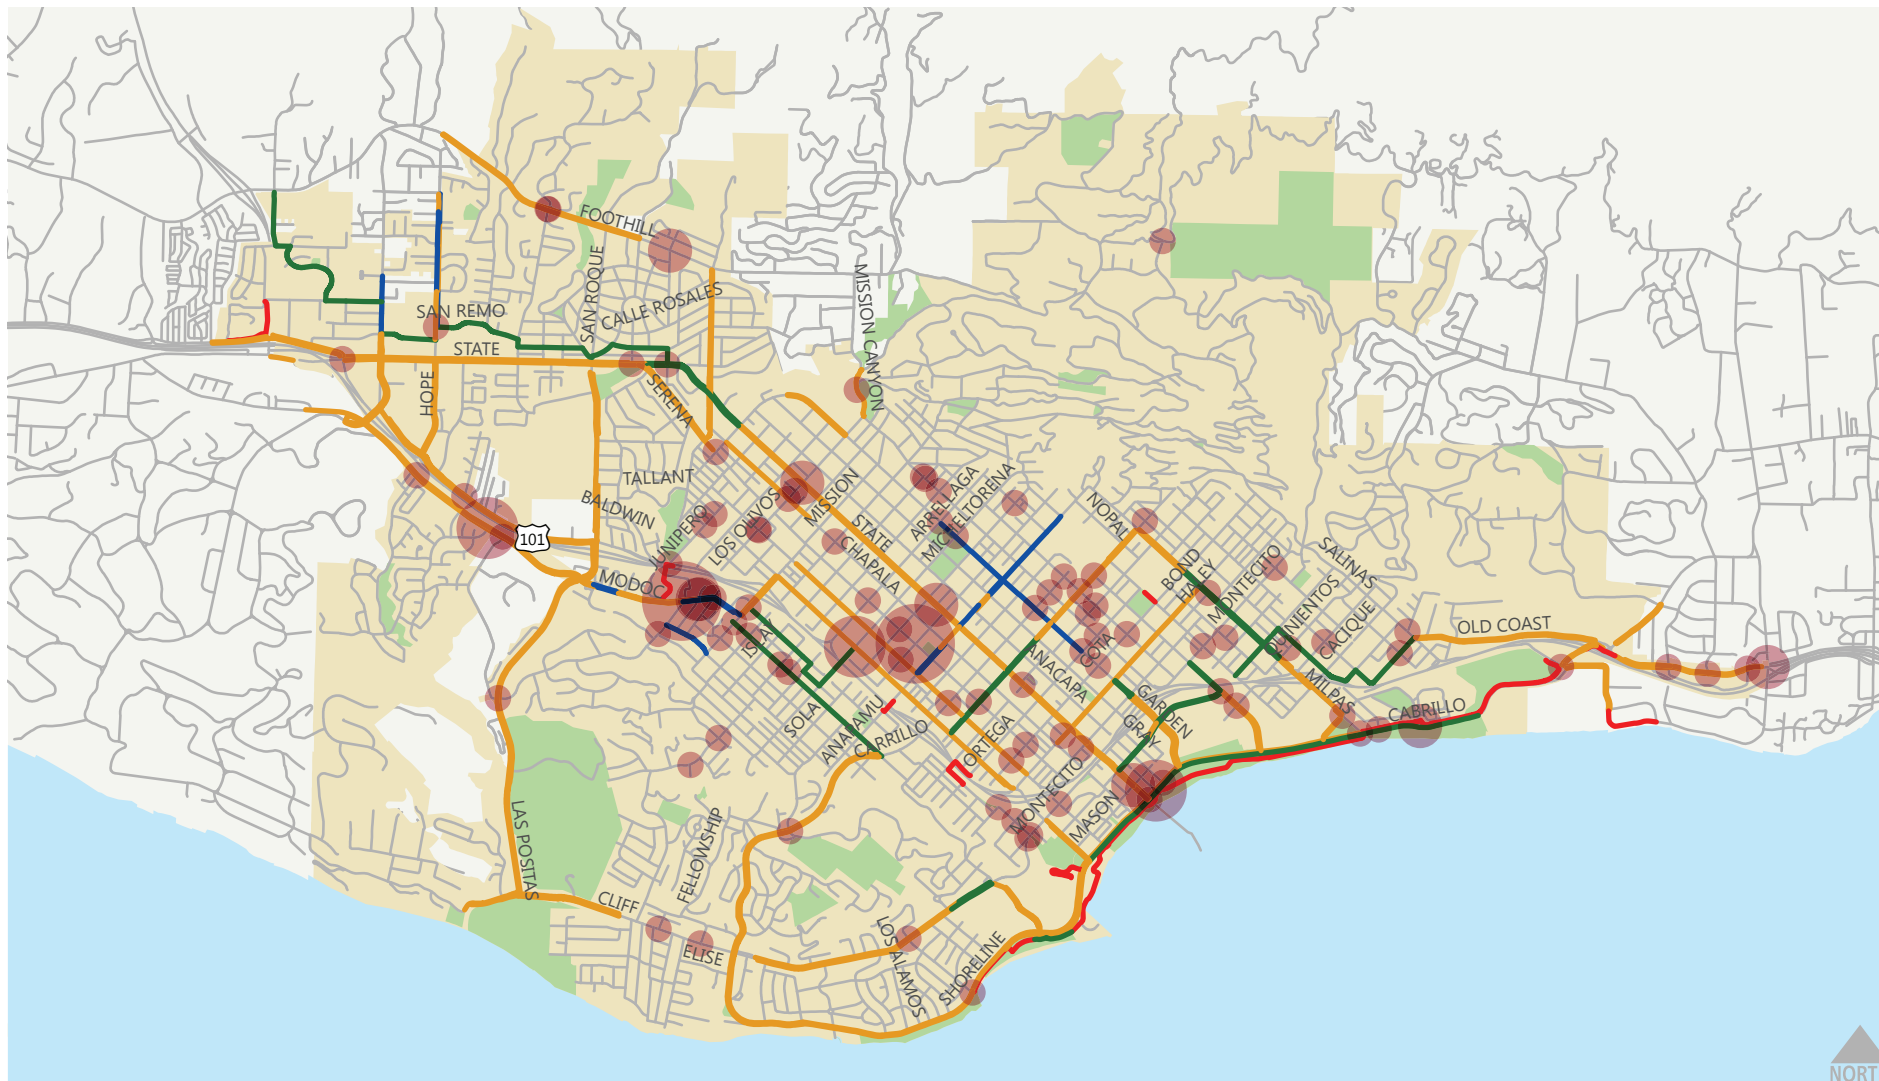 FOOTHILL
SAN ROQUE
CALLE ROSALES
MISSION CANYON
SAN REMO
STATE
HOPE
SERENA
TALLANT
BALDWIN
JUNIPERO
LOS OLIVOS
MISSION
STATE
CHAPALA
ARRELLAGA
MICHELTORENA
NOPAL
101
MODOC
BOND
HALEY
MONTECITO
SALINAS
QUINIENTOS
CACIQUE
OLD COAST
ISLAY
COTA
ANACAPA
SOLA
ANAPAMU
CARRILLO
ORTEGA
GARDEN
GRAY
MILPAS
CABRILLO
MONTECITO
MASON
LAS POSITAS
FELLOWSHIP
CLIFF
ELISE
LOS ALAMOS
SHORELINE
NORT